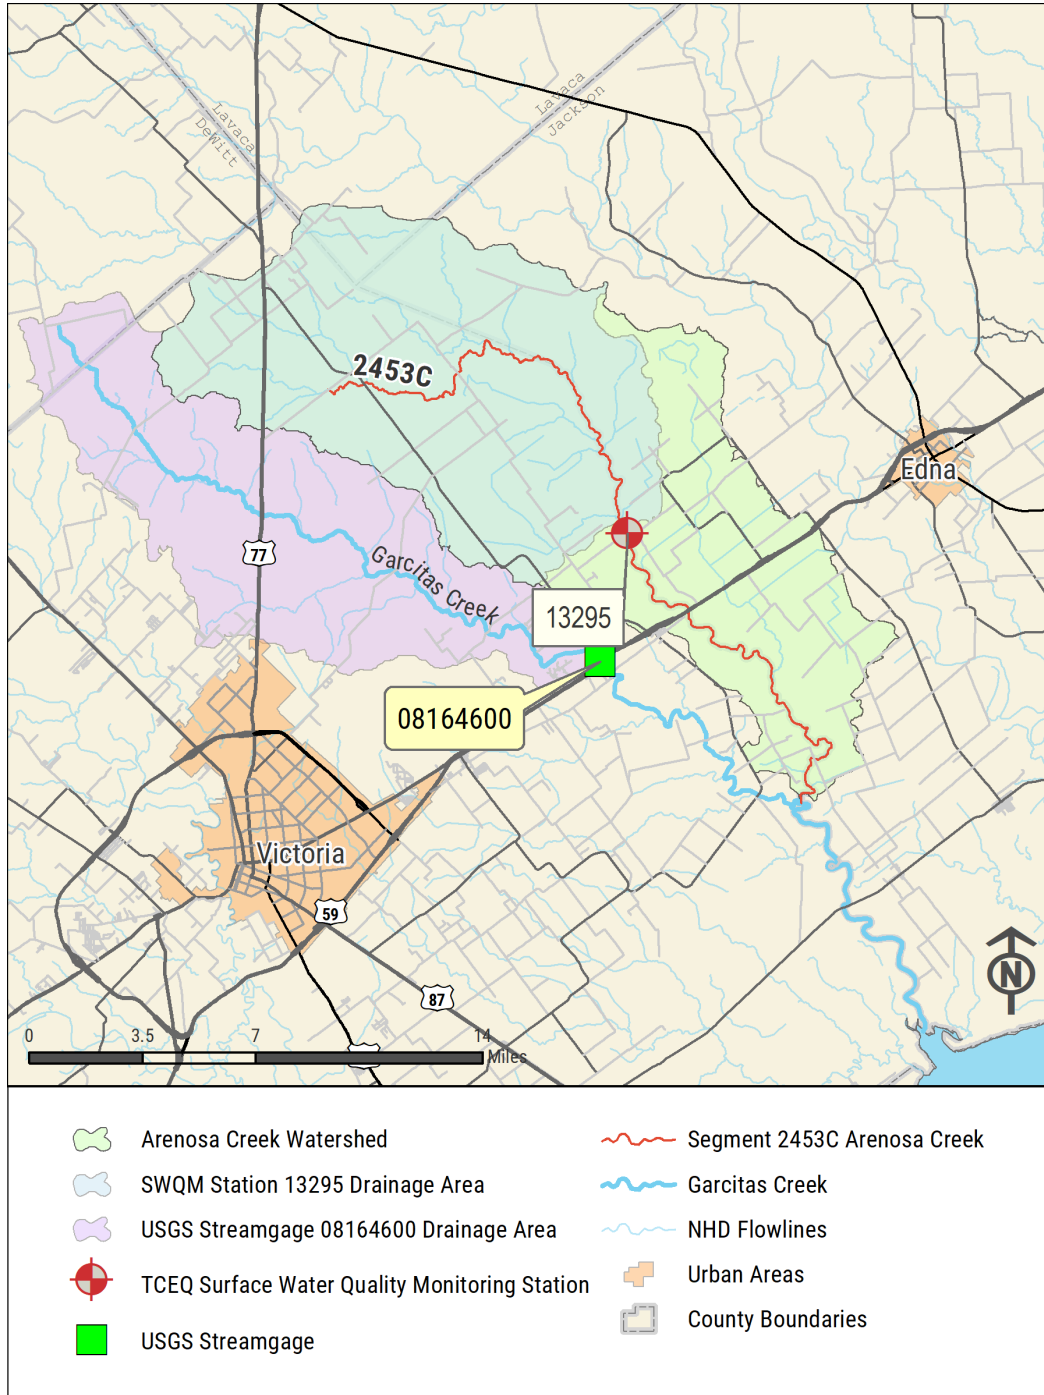 Lavaca
DeWitt
Lavaca
Jackson
2453C
Edna
77
Garcitas Creek
13295
08164600
Victoria
59
87
N
0 3.5 7 14
Miles
Arenosa Creek Watershed
SWQM Station 13295 Drainage Area
USGS Streamgage 08164600 Drainage Area
TCEQ Surface Water Quality Monitoring Station
USGS Streamgage
Segment 2453C Arenosa Creek
Garcitas Creek
NHD Flowlines
Urban Areas
County Boundaries